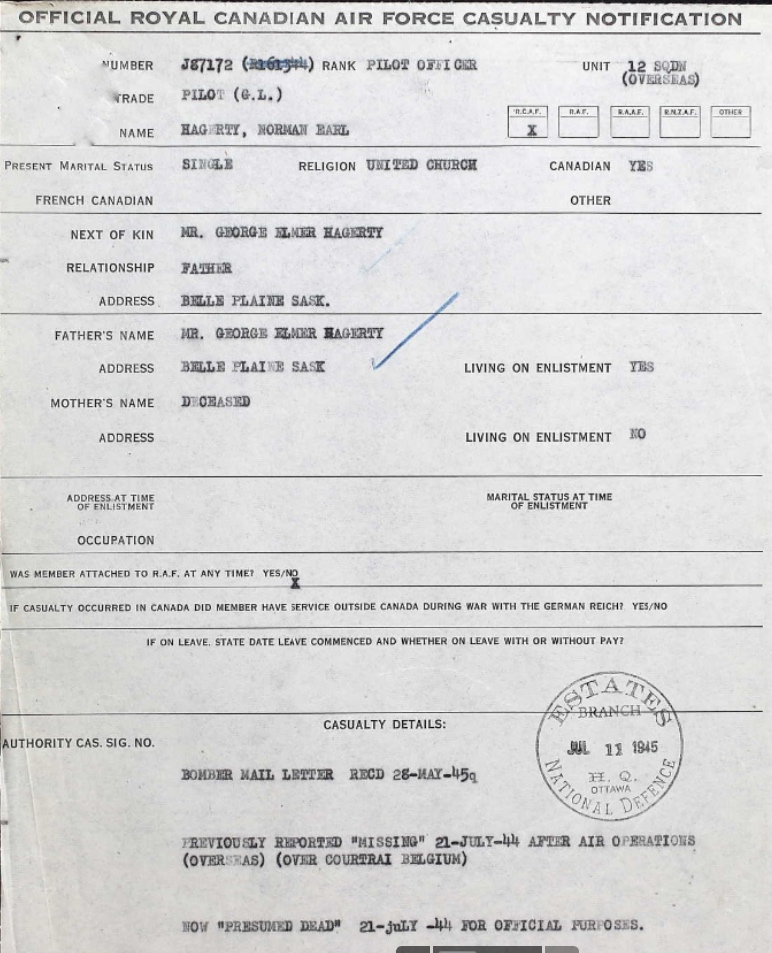 OFFICIAL ROYAL CANADIAN AIR FORCE CASUALTY NOTIFICATION
NUMBER J87172 ( ) RANK PILOT OFFICER UNIT 12 SQDN
(OVERSEAS)
TRADE PILOT (G.L.)
R.C.A.F. R.A.F. R.A.A.F. R.N.Z.A.F. OTHER
NAME HAGERTY, NORMAN EARL X
PRESENT MARITAL STATUS SINGLE RELIGION UNITED CHURCH CANADIAN YES
FRENCH CANADIAN OTHER
NEXT OF KIN MR. GEORGE ELMER HAGERTY
RELATIONSHIP FATHER
ADDRESS BELLE PLAINE SASK.
FATHER'S NAME MR. GEORGE ELMER HAGERTY
ADDRESS BELLE PLAINE SASK LIVING ON ENLISTMENT YES
MOTHER'S NAME DECEASED
ADDRESS LIVING ON ENLISTMENT NO
ADDRESS AT TIME OF ENLISTMENT MARITAL STATUS AT TIME OF ENLISTMENT
OCCUPATION
WAS MEMBER ATTACHED TO R.A.F. AT ANY TIME? YES/NO
X
IF CASUALTY OCCURRED IN CANADA DID MEMBER HAVE SERVICE OUTSIDE CANADA DURING WAR WITH THE GERMAN REICH? YES/NO
IF ON LEAVE. STATE DATE LEAVE COMMENCED AND WHETHER ON LEAVE WITH OR WITHOUT PAY?
ESTATES
BRANCH
JUL 11 1945
H. Q.
OTTAWA
NATIONAL DEFENCE
CASUALTY DETAILS:
AUTHORITY CAS. SIG. NO.
BOMBER MAIL LETTER RECD 28-MAY-45q
PREVIOUSLY REPORTED "MISSING" 21-JULY-44 AFTER AIR OPERATIONS
(OVERSEAS) (OVER COURTRAI BELGIUM)
NOW "PRESUMED DEAD" 21-juLY -44 FOR OFFICIAL PURPOSES.